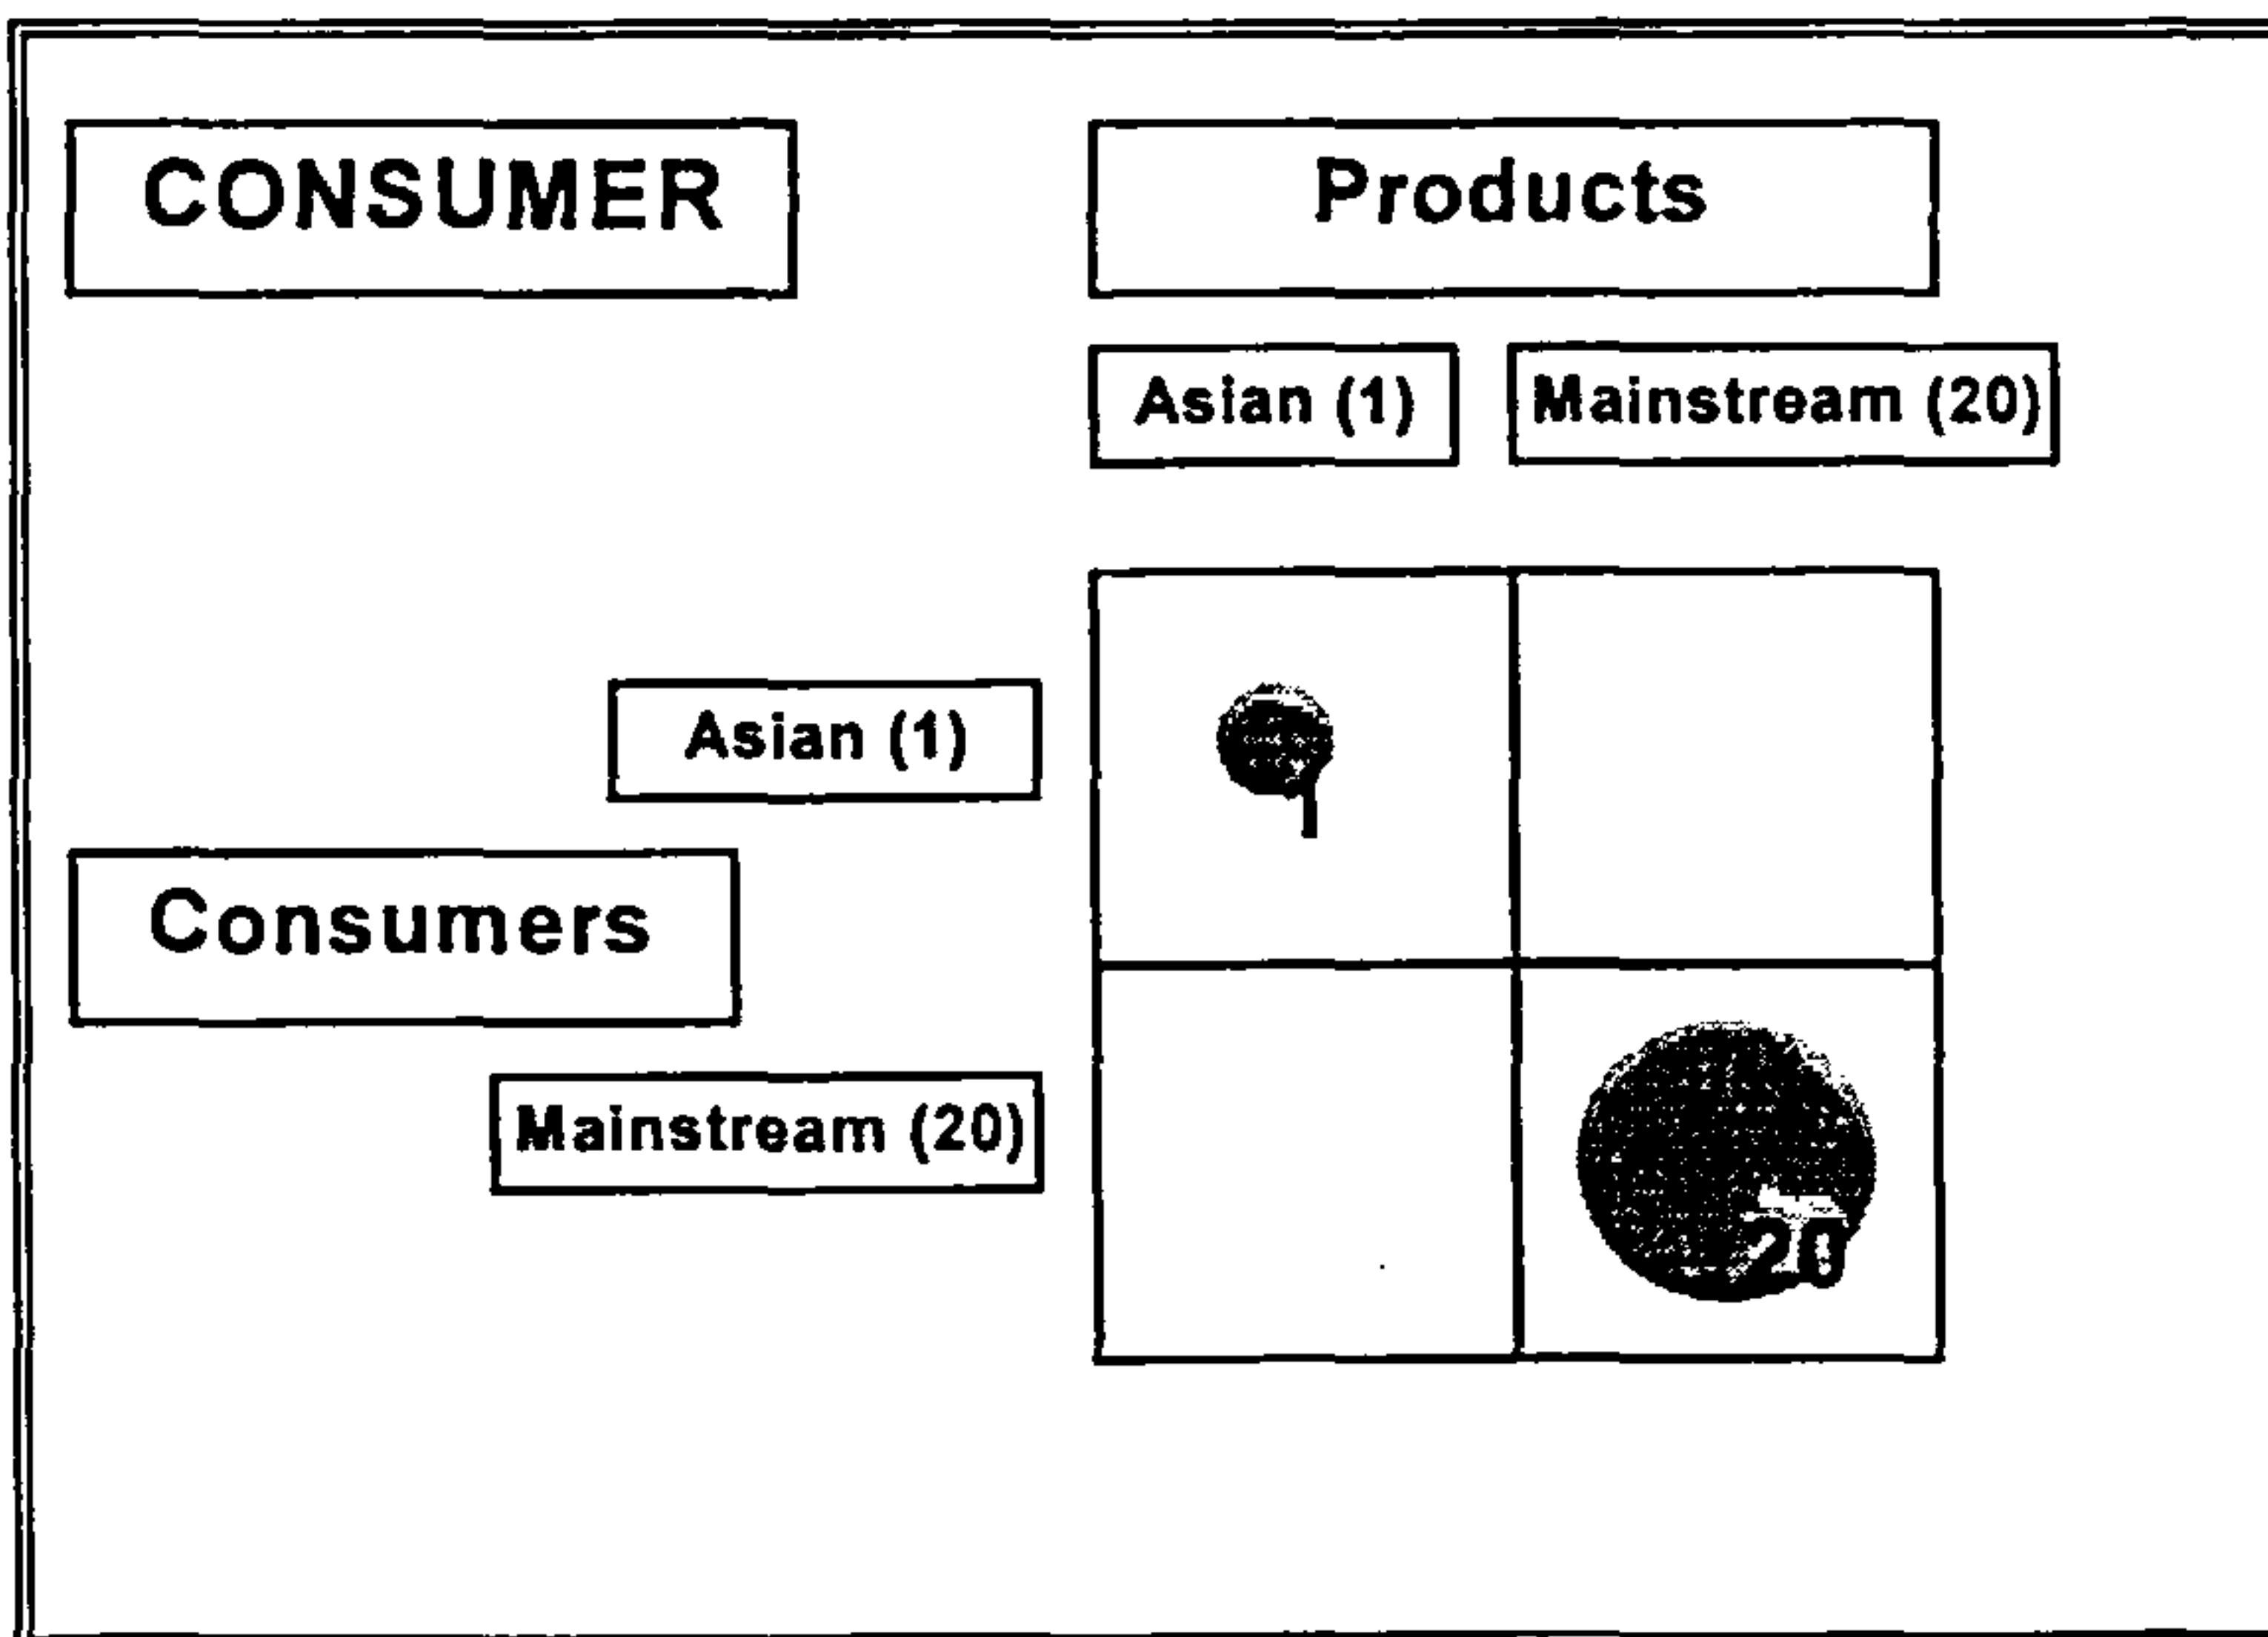 CONSUMER
Products
Asian (1)
Mainstream (20)
Asian (1)
1
Consumers
Mainstream (20)
20